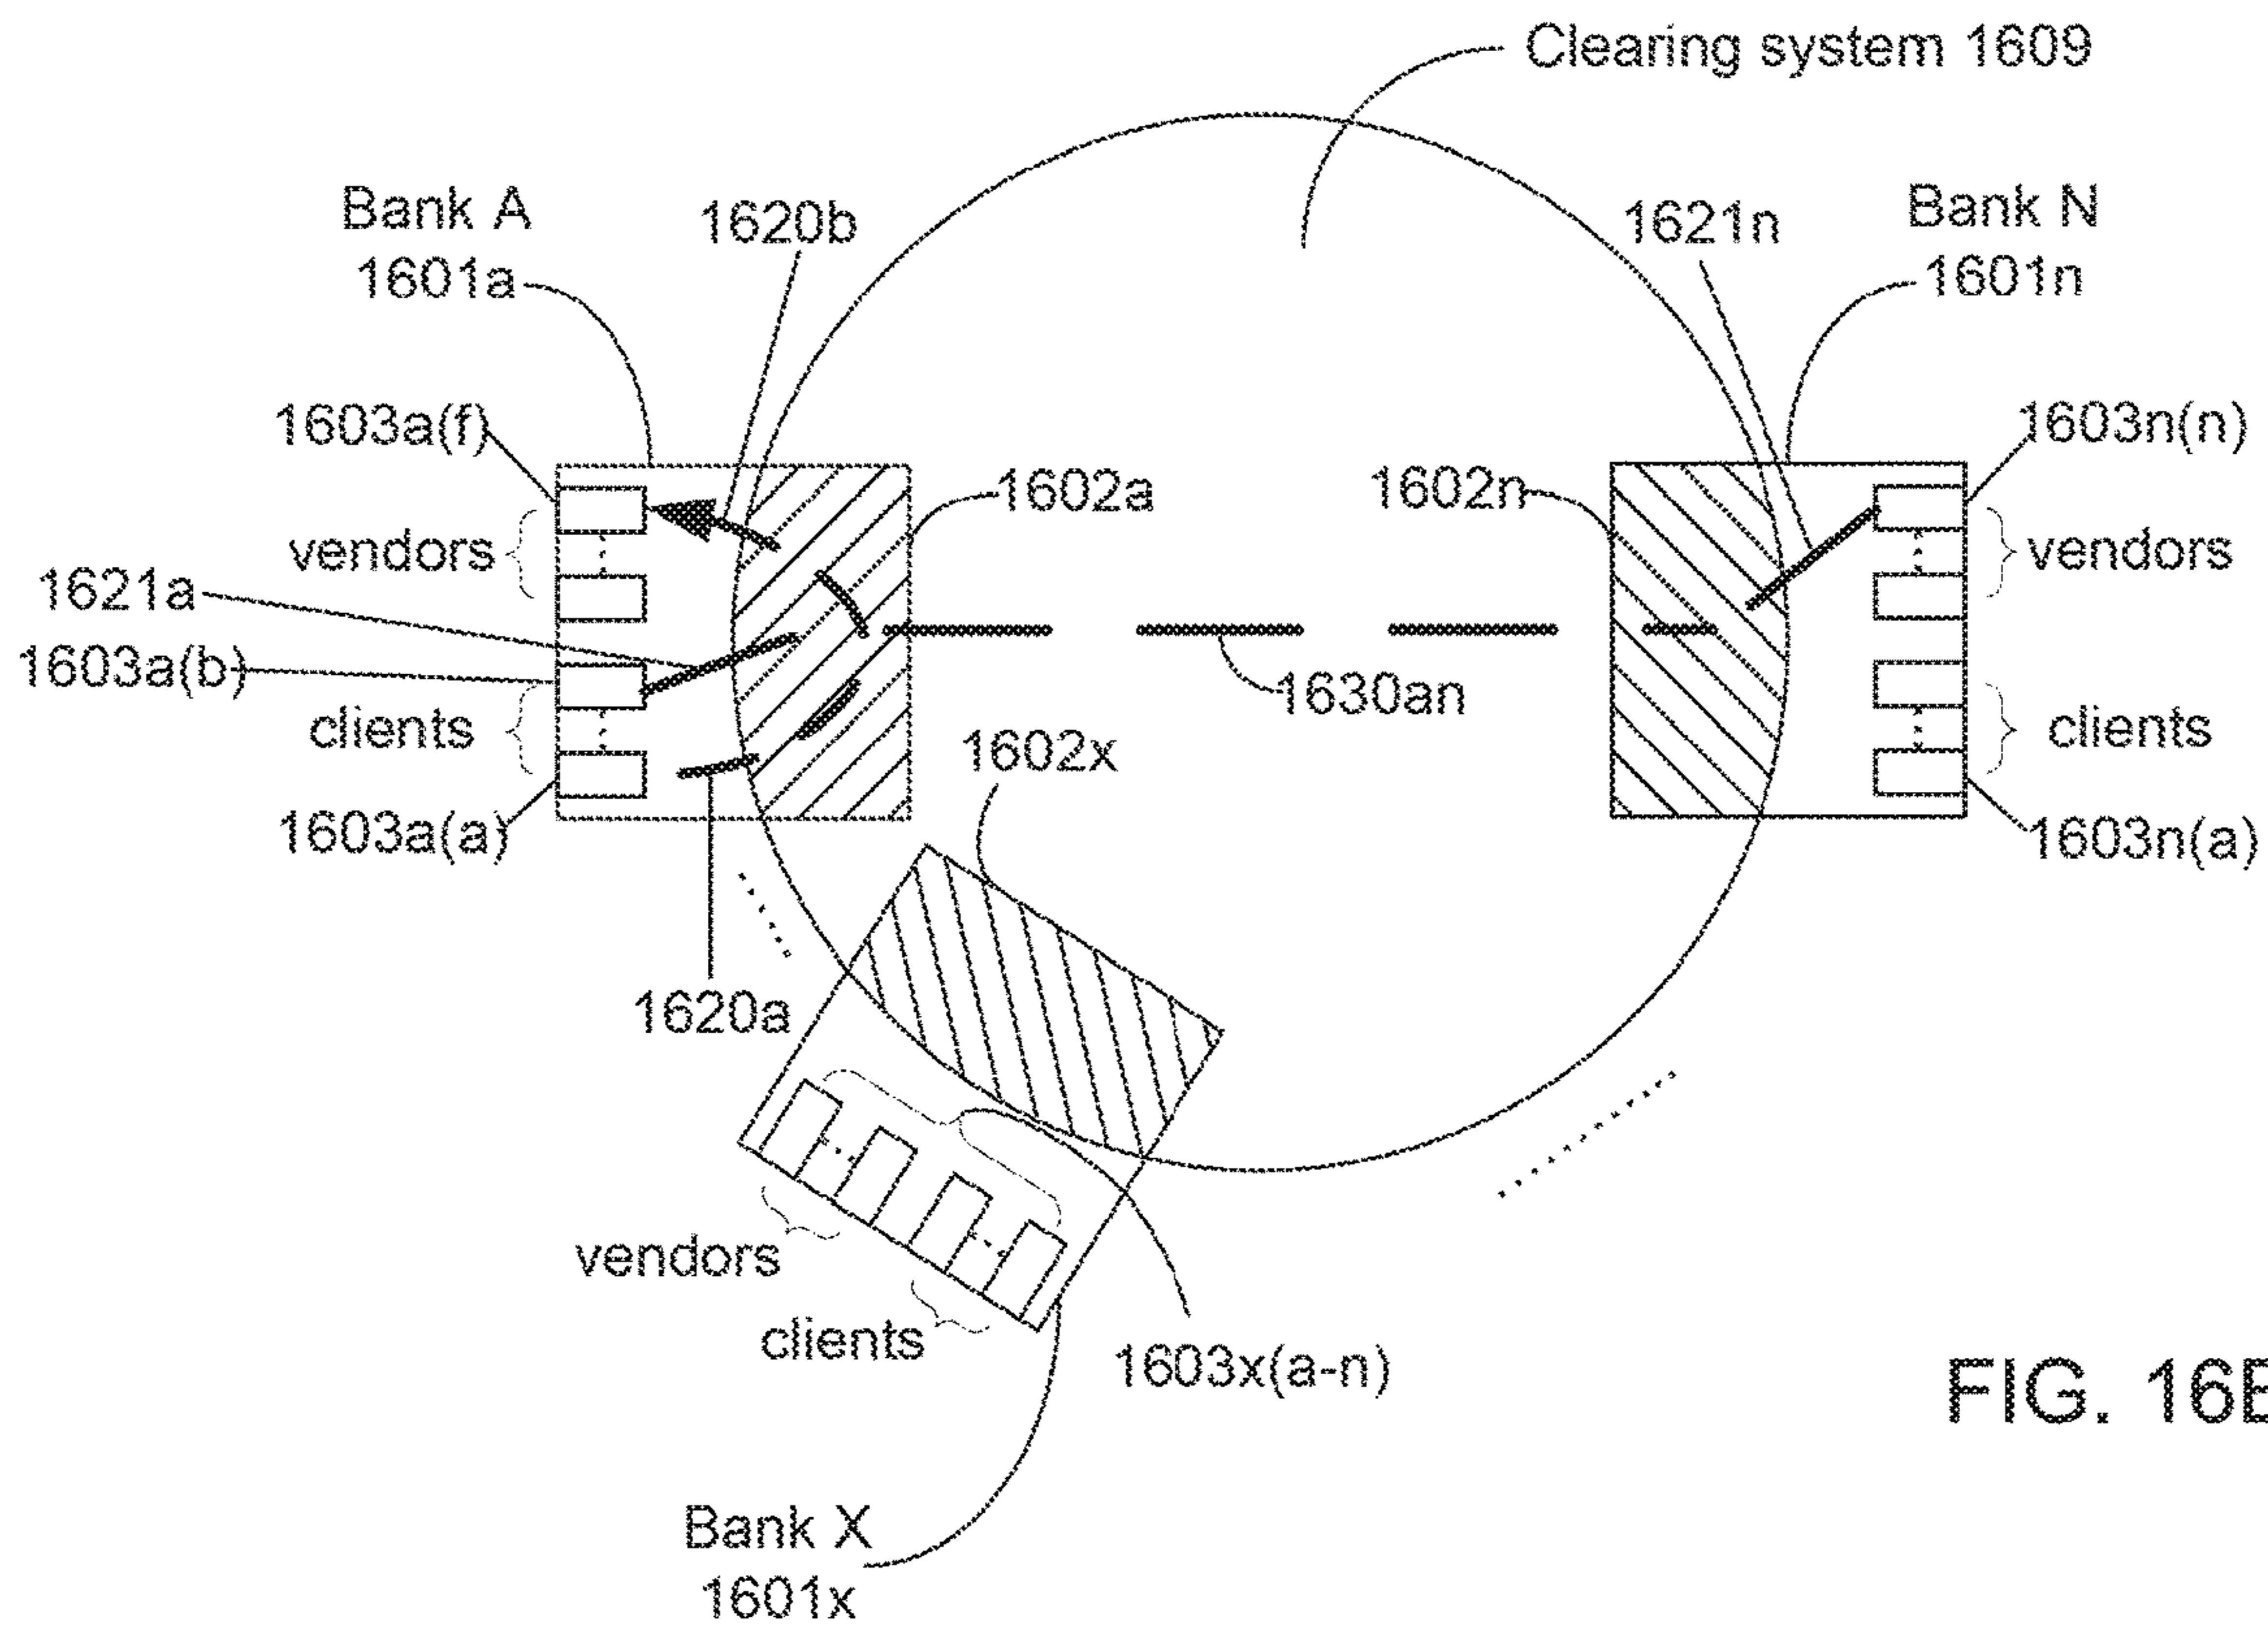 Clearing system 1609
Bank A
1601a
1620b
1621n
Bank N
1601n
1603a(f)
1603n(n)
1602a
1602n
vendors
vendors
1621a
1603a(b)
1630an
clients
clients
1602x
1603a(a)
1603n(a)
1620a
vendors
clients
1603x(a-n)
FIG. 16B
Bank X
1601x